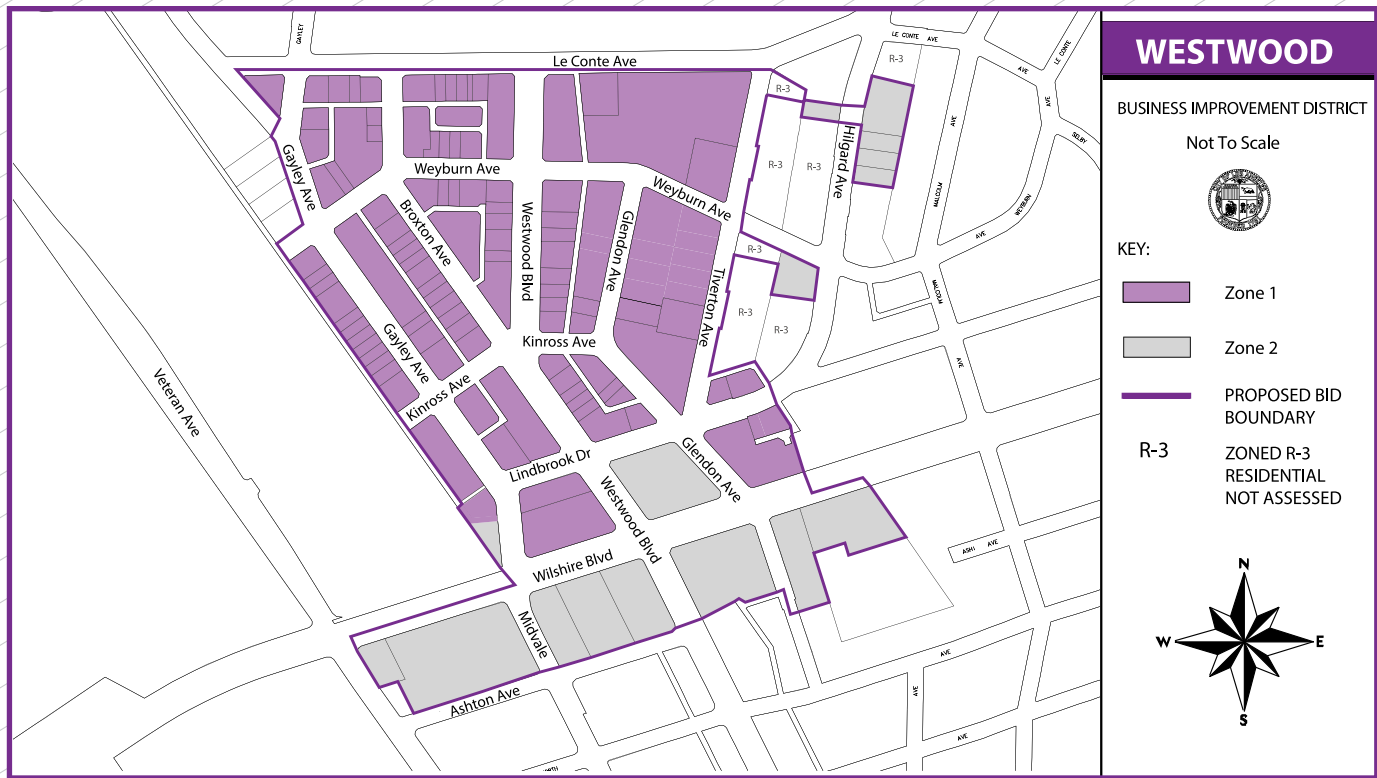 GAYLEY
LE CONTE AVE
LE CONTE
Le Conte Ave
R-3
AVE
R-3
AVE
AVE
SELBY
Hilgard Ave
Gayley Ave
Weyburn Ave
R-3
R-3
Weyburn Ave
MALCOLM
WEYBURN
AVE
Broxton Ave
Westwood Blvd
Glendon Ave
R-3
Tiverton Ave
MALCOLM
R-3
R-3
Gayley Ave
Kinross Ave
AVE
Veteran Ave
Kinross Ave
Lindbrook Dr
Glendon Ave
Westwood Blvd
Wilshire Blvd
ASHI AVE
Midvale
Ashton Ave
AVE
AVE
AVE
WESTWOOD
BUSINESS IMPROVEMENT DISTRICT
Not To Scale
KEY:
Zone 1
Zone 2
PROPOSED BID
BOUNDARY
R-3
ZONED R-3
RESIDENTIAL
NOT ASSESSED
N
W
E
S